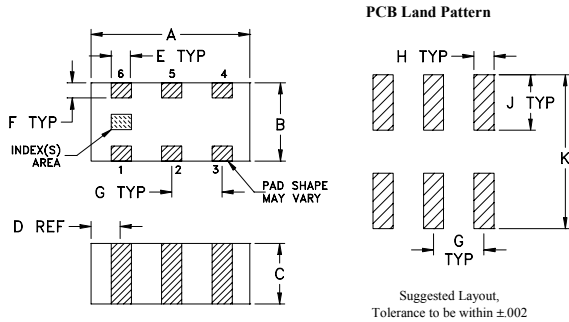 PCB Land Pattern
A
E TYP
6 5 4
F TYP
B
INDEX(S)
AREA
1 2 3
G TYP
PAD SHAPE
MAY VARY
D REF
C
H TYP
J TYP
K
G
TYP
Suggested Layout,
Tolerance to be within ±.002